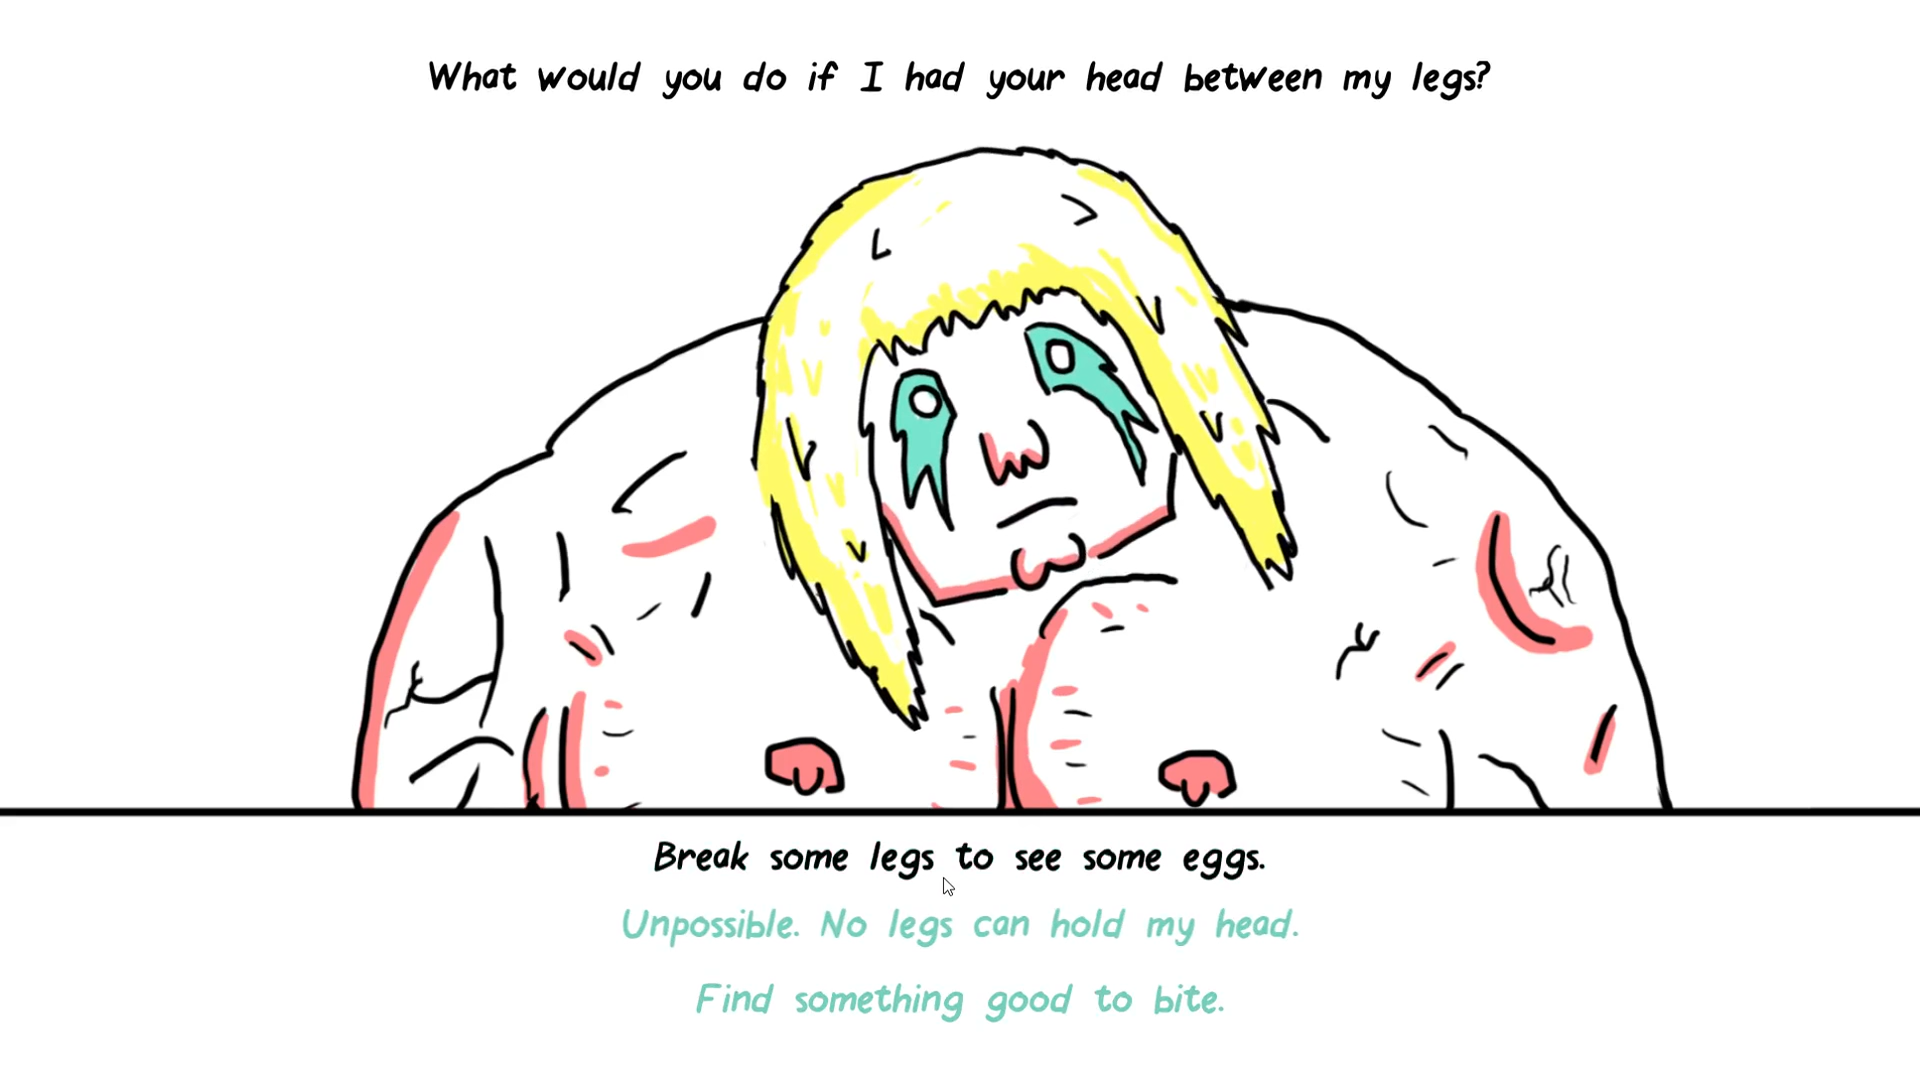 What would you do if I had your head between my legs?
Break some legs to see some eggs.
Unpossible. No legs can hold my head.
Find something good to bite.